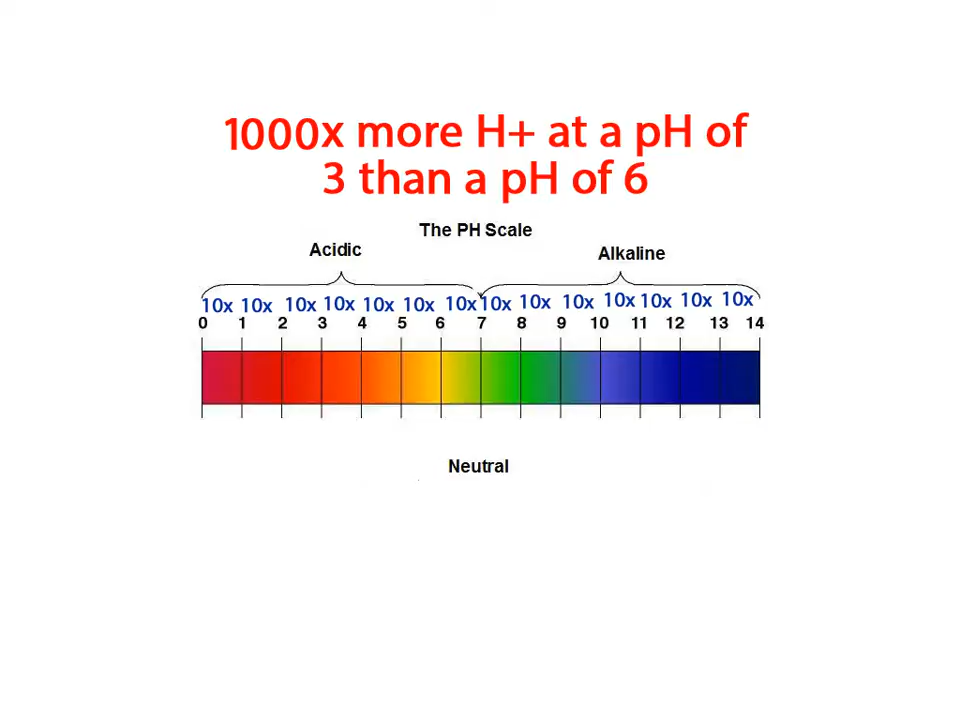 1000x more H+ at a pH of
3 than a pH of 6
The PH Scale
Acidic
Alkaline
10x 10x 10x 10x 10x 10x 10x 10x 10x 10x 10x 10x 10x 10x
0 1 2 3 4 5 6 7 8 9 10 11 12 13 14
Neutral